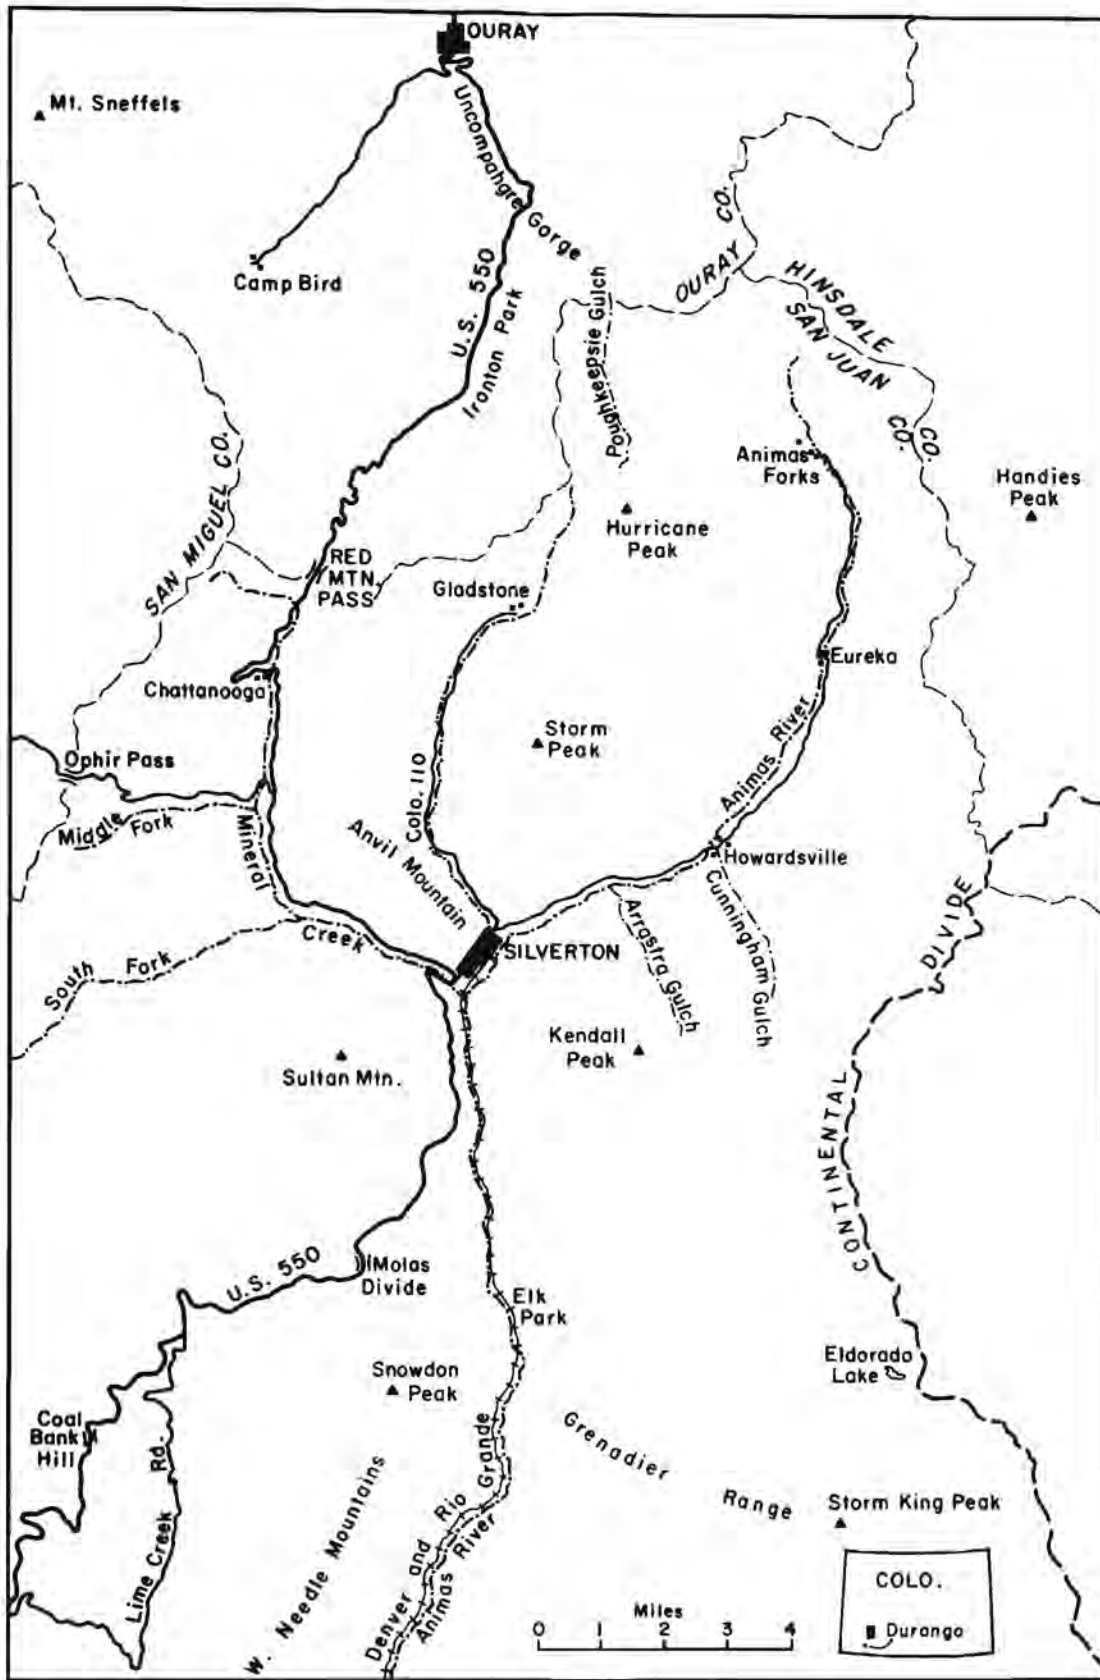 OURAY
Mt. Sneffels
Uncompahgre Gorge
Camp Bird
U.S. 550
Ironton Park
Poughkeepsie Gulch
OURAY CO.
HINSDALE CO.
SAN JUAN CO.
SAN MIGUEL CO.
Animas
Forks
Handies
Peak
Hurricane
Peak
RED
MTN.
PASS
Gladstone
Eureka
Chattanooga
Storm
Peak
Animas River
Ophir Pass
Colo. 110
Middle Fork
Mineral
Creek
Anvil Mountain
Howardsville
Cunningham Gulch
Arrastra Gulch
SILVERTON
South Fork
CONTINENTAL DIVIDE
Kendall
Peak
Sultan Mtn.
U.S. 550
Molas
Divide
Elk
Park
Eldorado
Lake
Snowdon
Peak
Coal
Bank
Hill
Lime Creek Rd.
Grenadier
Range
Storm King Peak
W. Needle Mountains
Denver and Rio Grande
Animas River
Miles
0 1 2 3 4
COLO.
Durango